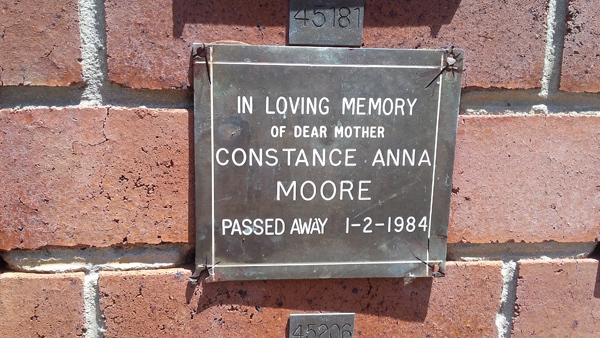 45181
IN LOVING MEMORY
OF DEAR MOTHER
CONSTANCE ANNA
MOORE
PASSED AWAY 1-2-1984
45206